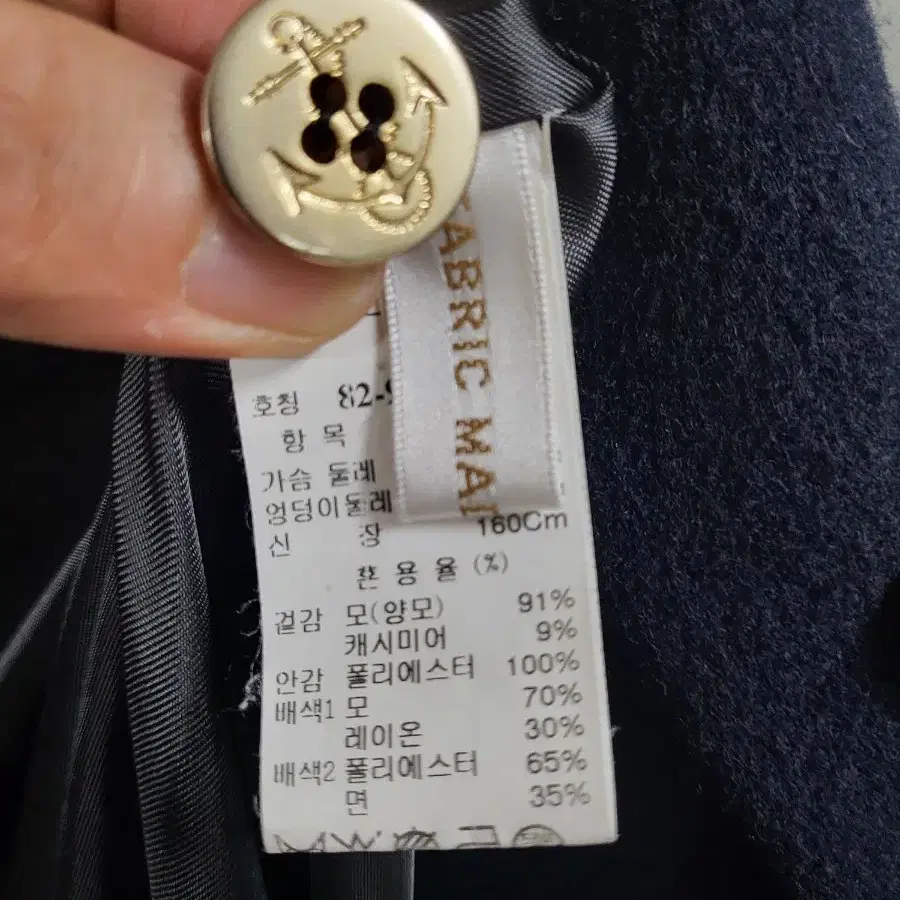 FABRIC MA
호칭 82-9
항 목
가슴 둘레
엉덩이둘레
신 장 160Cm
혼 용 율 (%)
겉감 모(양모) 91%
캐시미어 9%
안감 폴리에스터 100%
배색1 모 70%
레이온 30%
배색2 폴리에스터 65%
면 35%